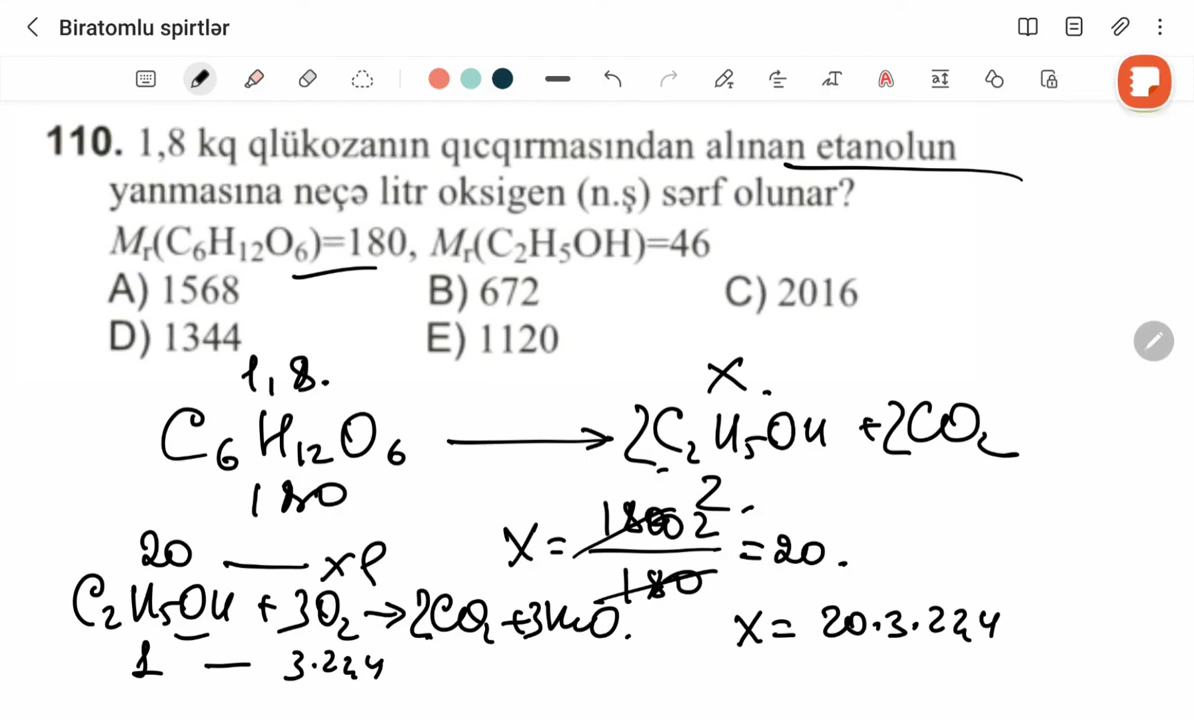 Biratomlu spirtlər
110. 1,8 kq qlükozanın qıcqırmasından alınan etanolun
yanmasına neçə litr oksigen (n.ş) sərf olunar?
Mr(C6H12O6)=180, Mr(C2H5OH)=46
A) 1568 B) 672 C) 2016
D) 1344 E) 1120
1,8. X.
C6H12O6 → 2C2H5OH + 2CO2
180 2.
X = 1800 2 / 180 = 20.
20 — xl
C2H5OH + 3O2 → 2CO2 + 3H2O.
1 — 3·22,4
X = 20·3·22,4